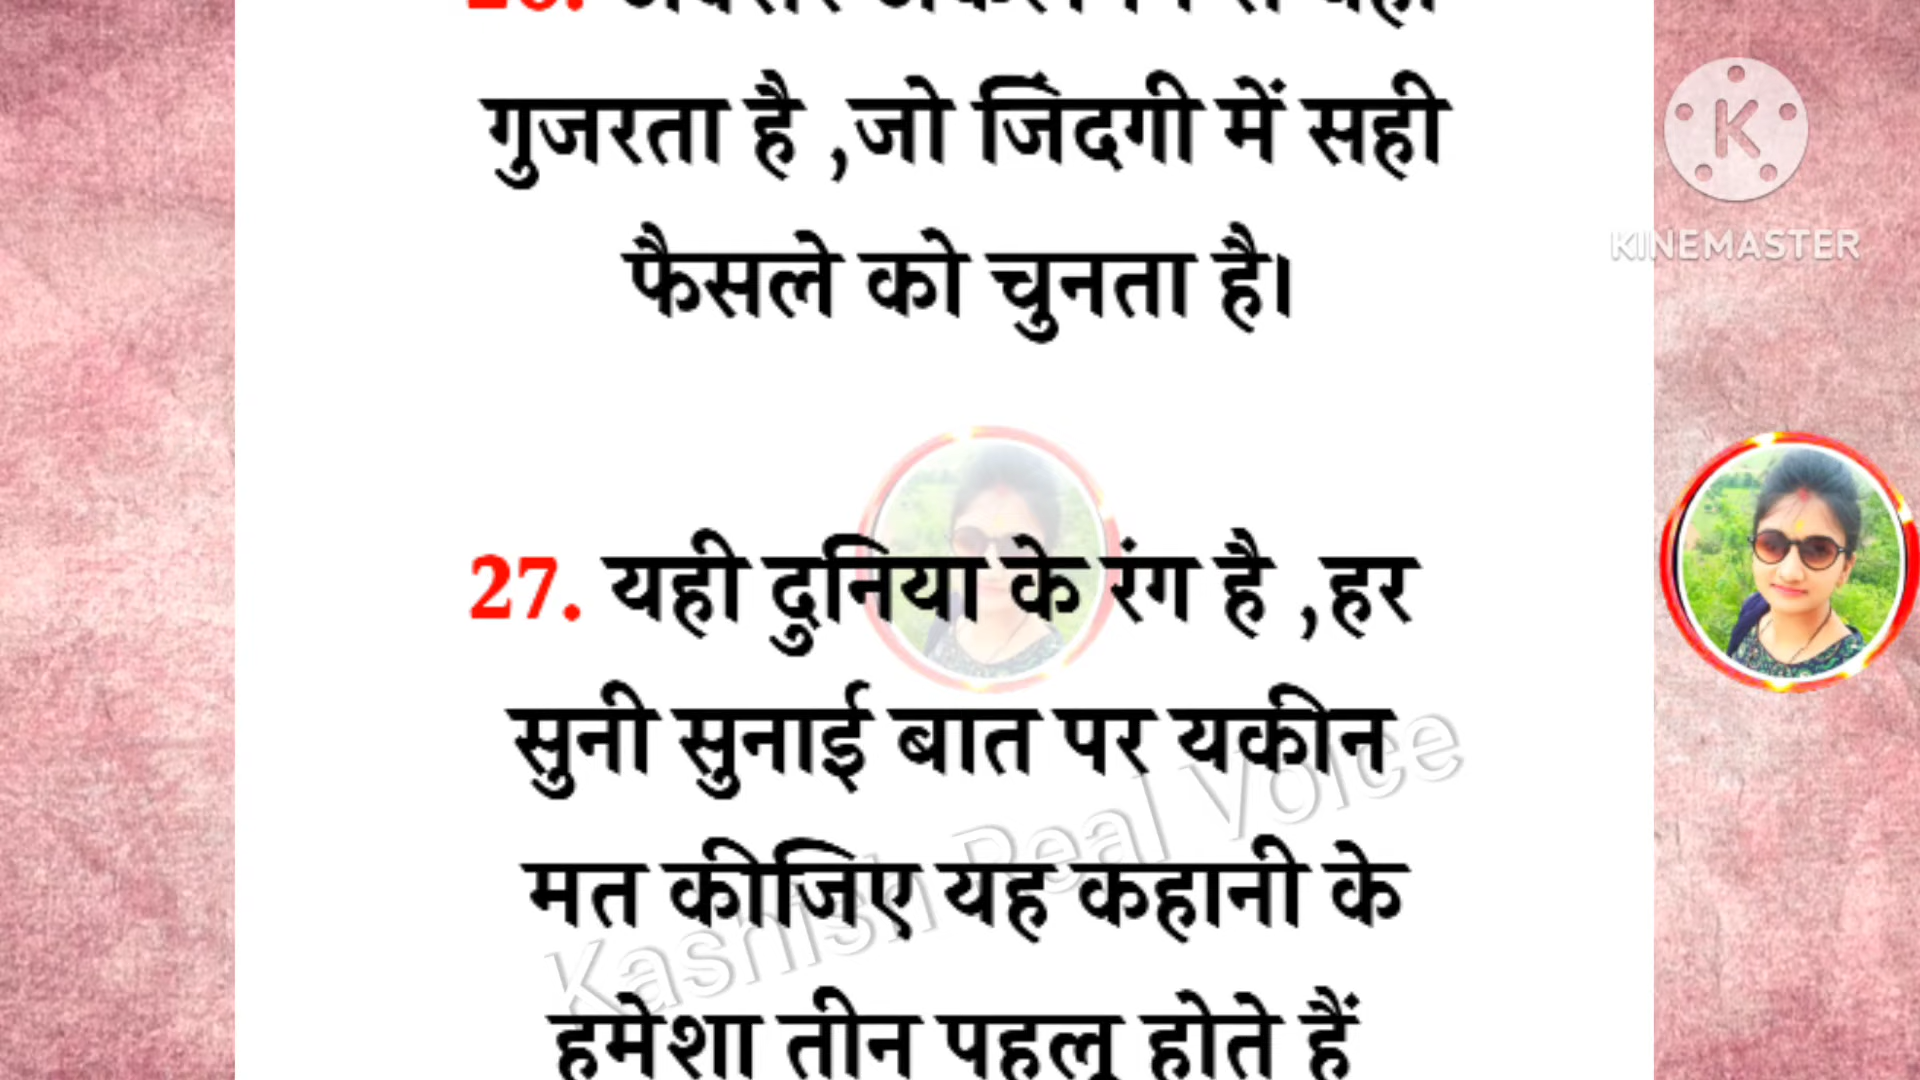 गुजरता है ,जो जिंदगी में सही
फैसले को चुनता है।
27. यही दुनिया के रंग है ,हर
सुनी सुनाई बात पर यकीन
मत कीजिए यह कहानी के
हमेशा तीन पहलू होते हैं
Kashish Real Voice
K
KINEMASTER